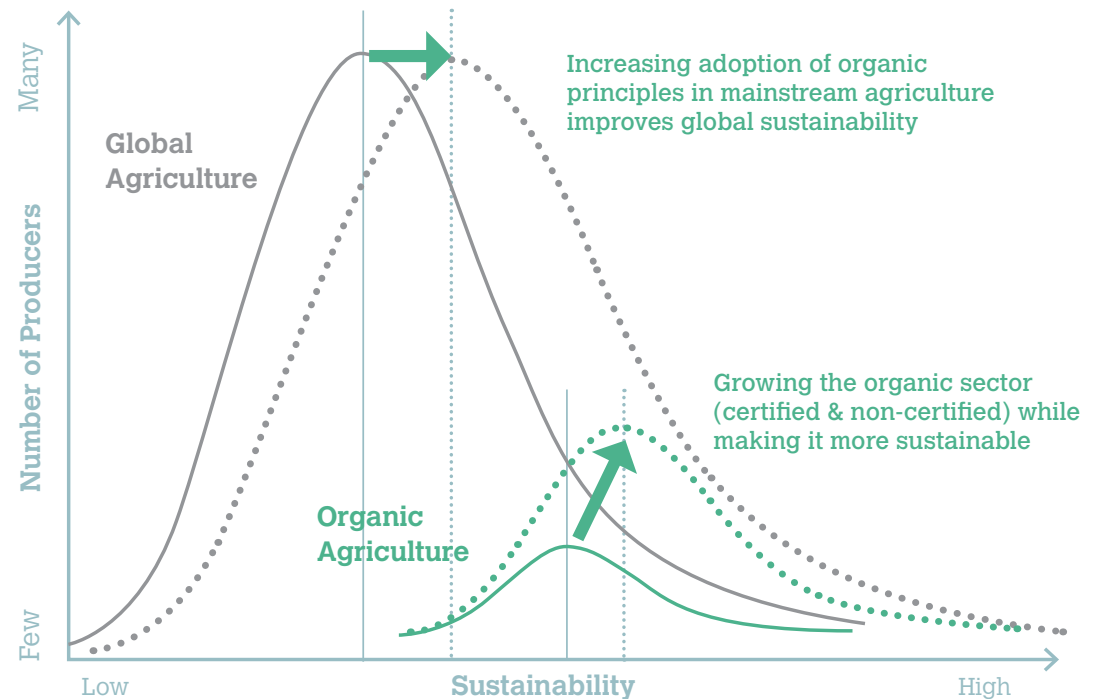 Many
Increasing adoption of organic
principles in mainstream agriculture
improves global sustainability
Global
Agriculture
Number of Producers
Growing the organic sector
(certified & non-certified) while
making it more sustainable
Organic
Agriculture
Few
Low
Sustainability
High